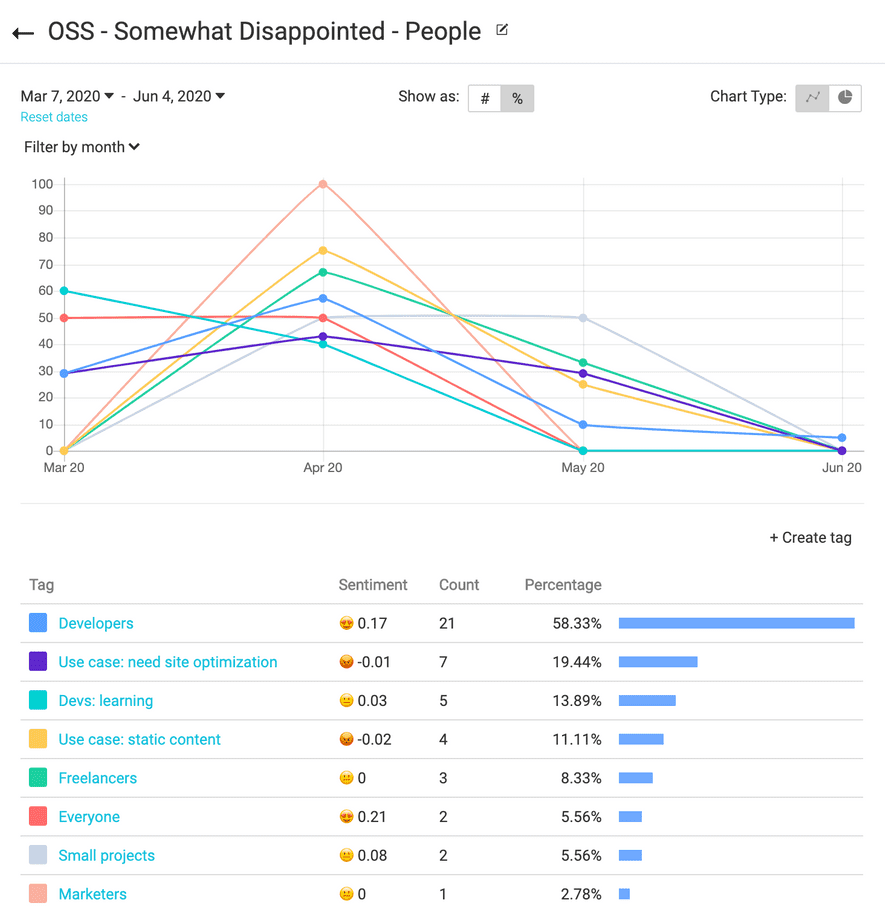 OSS - Somewhat Disappointed - People
Mar 7, 2020 - Jun 4, 2020 Show as: # % Chart Type:
Reset dates
Filter by month
100
90
80
70
60
50
40
30
20
10
0
Mar 20 Apr 20 May 20 Jun 20
+ Create tag
Tag Sentiment Count Percentage
Developers 0.17 21 58.33%
Use case: need site optimization -0.01 7 19.44%
Devs: learning 0.03 5 13.89%
Use case: static content -0.02 4 11.11%
Freelancers 0 3 8.33%
Everyone 0.21 2 5.56%
Small projects 0.08 2 5.56%
Marketers 0 1 2.78%